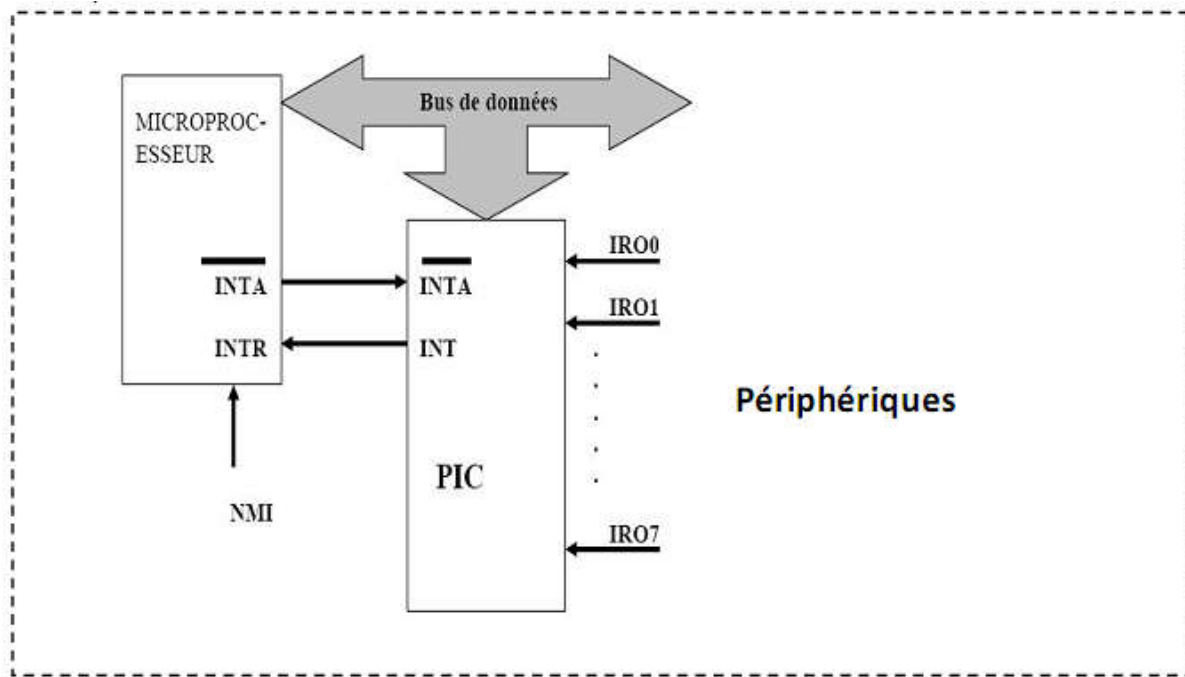 Bus de données
MICROPROC-
ESSEUR
INTA
INTR
NMI
INTA
INT
PIC
IRO0
IRO1
IRO7
Périphériques